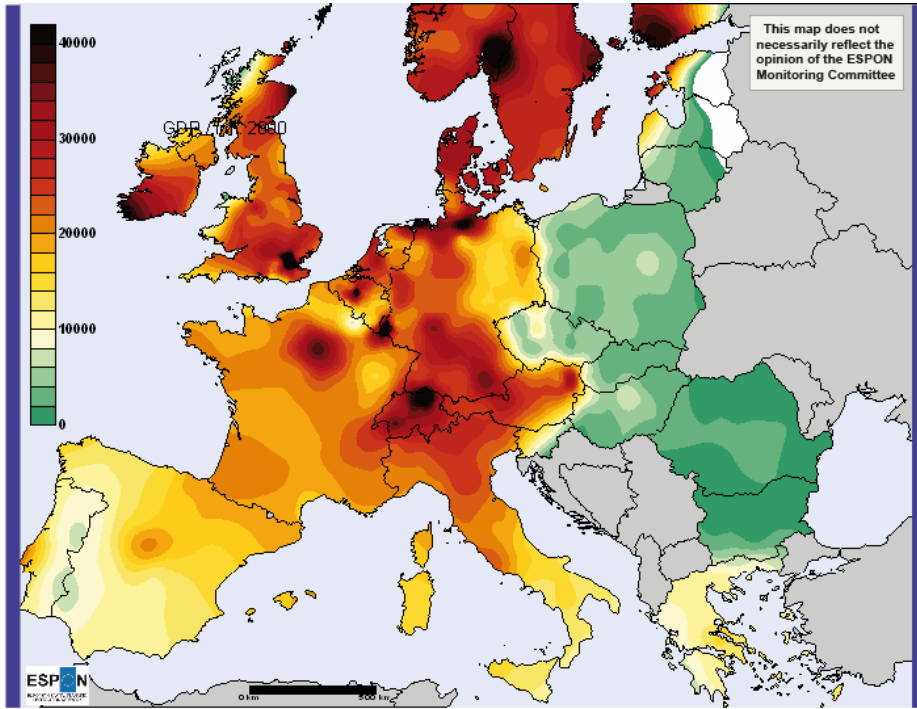 This map does not
necessarily reflect the
opinion of the ESPON
Monitoring Committee
40000
30000
20000
10000
0
2000
ESPON
0 km
500 km